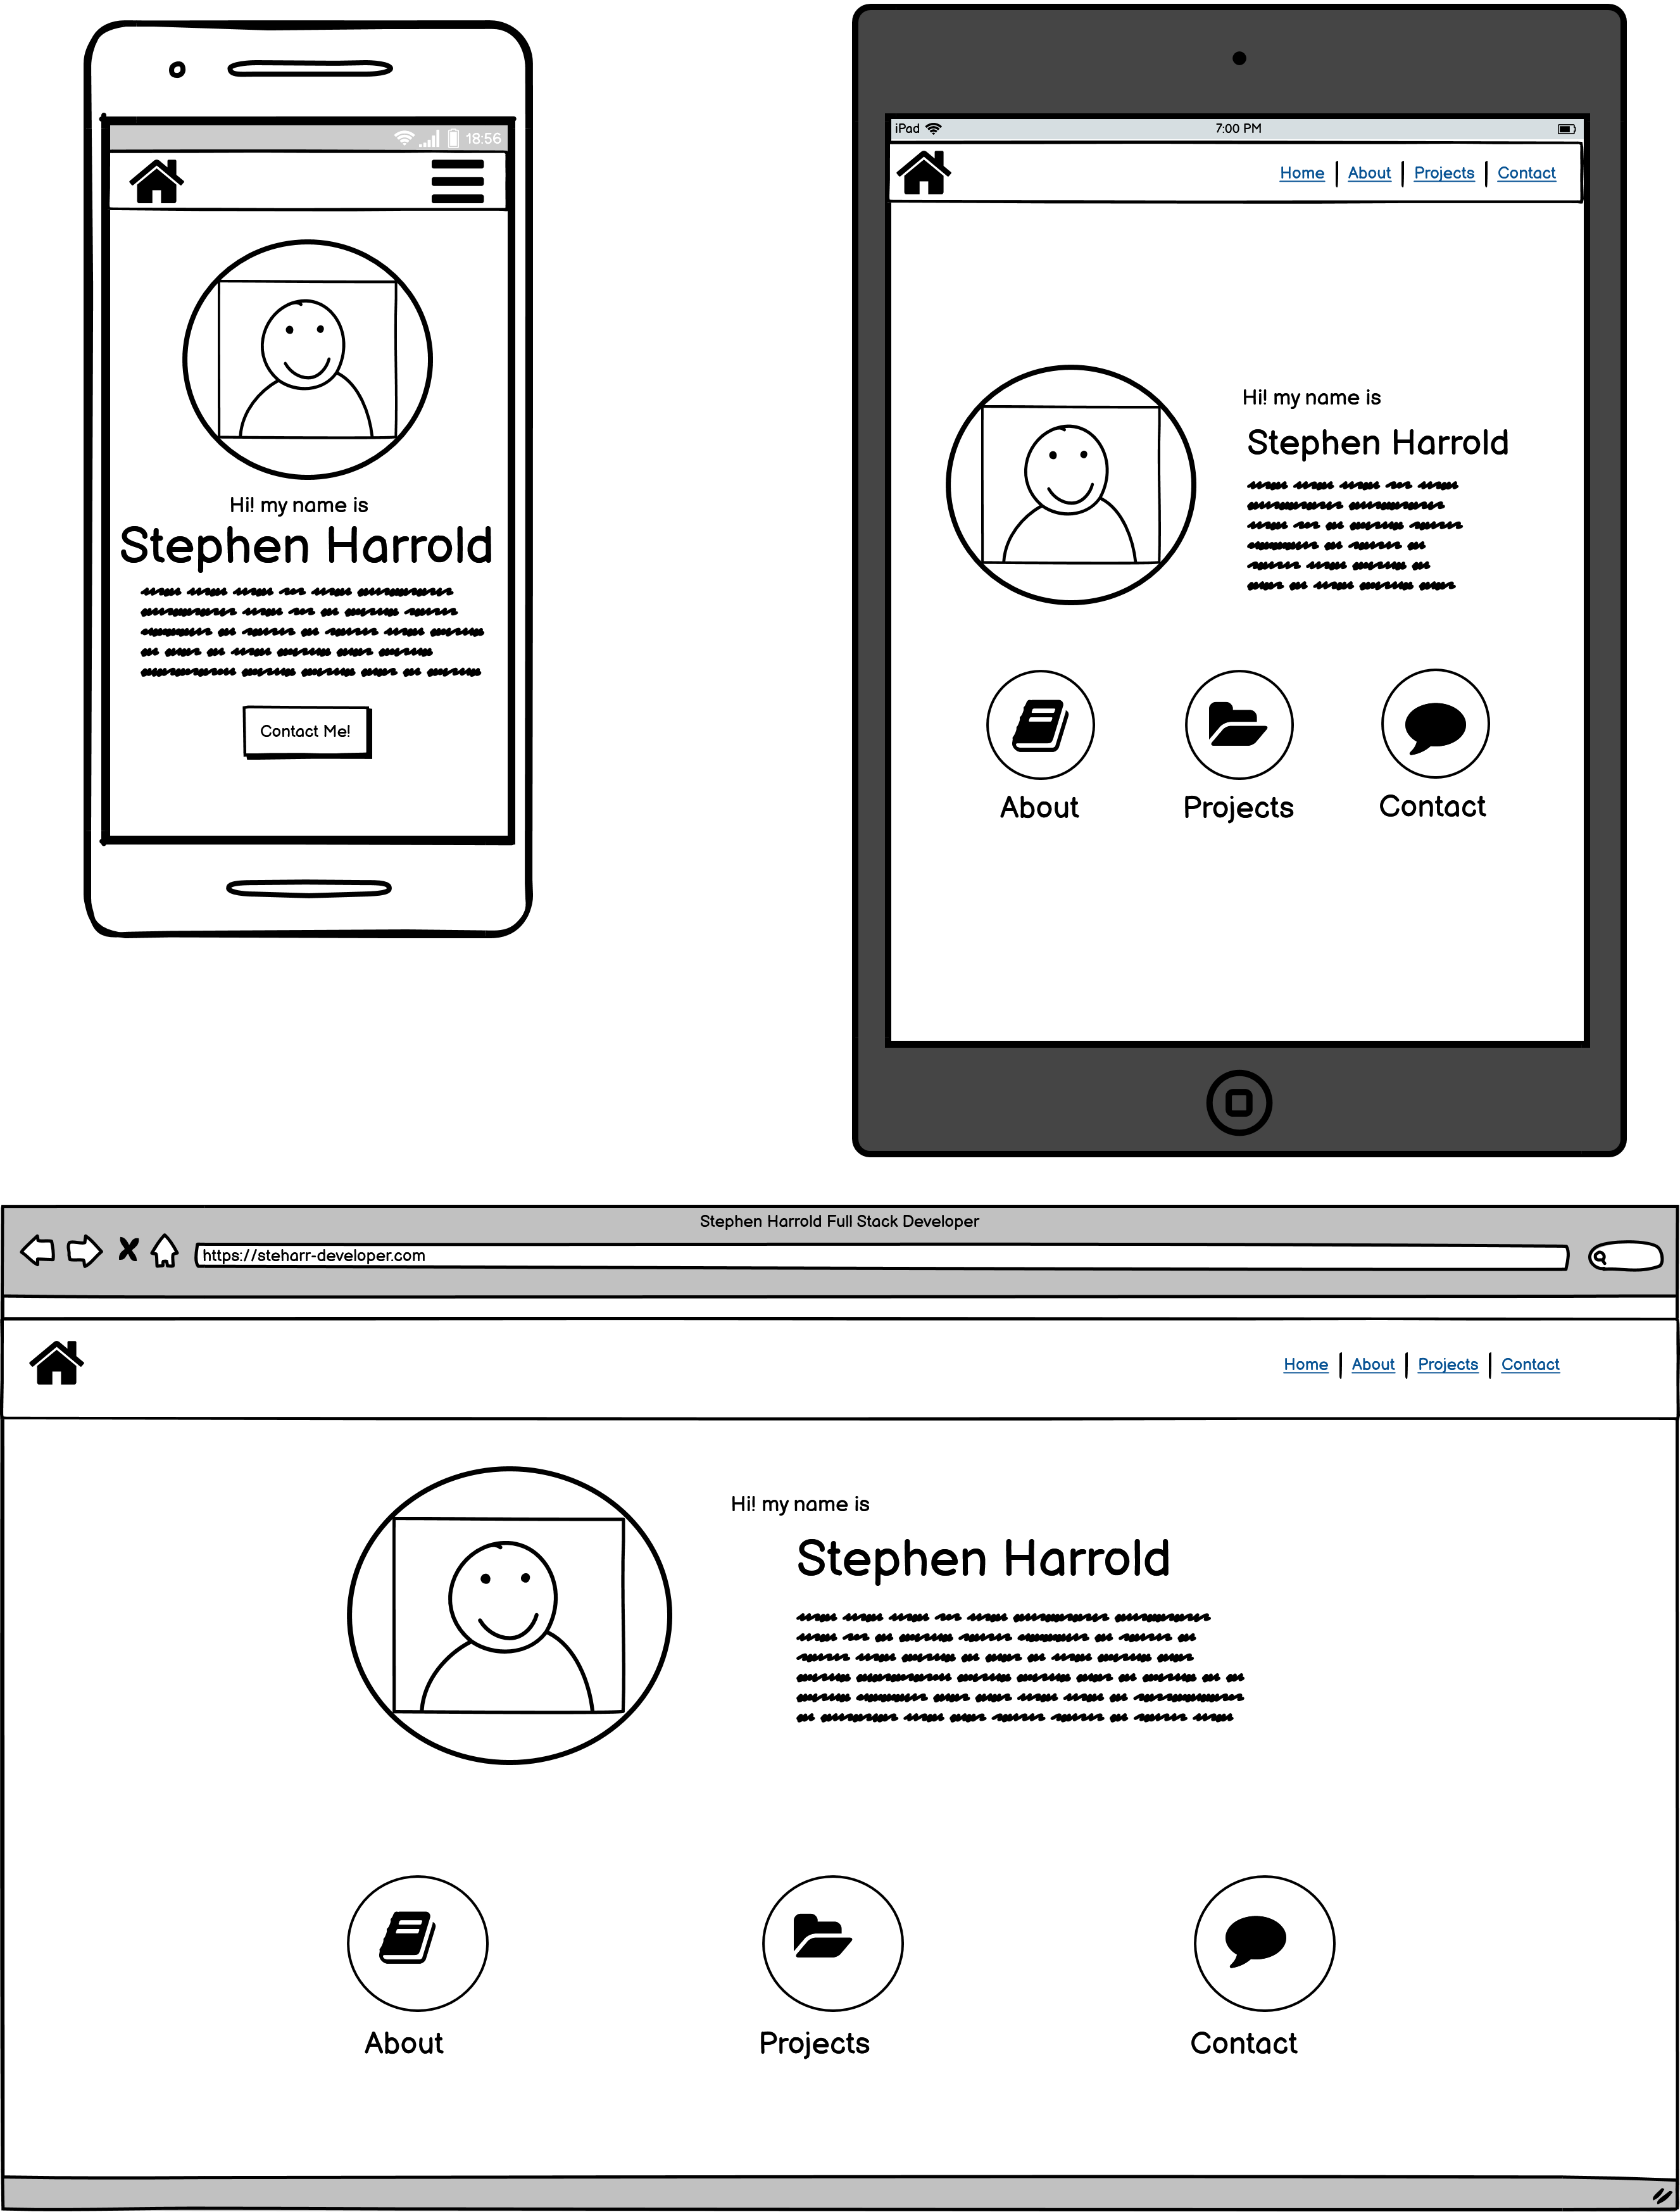 18:56
Hi! my name is
Stephen Harrold
Contact Me!
iPad 7:00 PM
Home About Projects Contact
Hi! my name is
Stephen Harrold
About Projects Contact
Stephen Harrold Full Stack Developer
https://steharr-developer.com
Home About Projects Contact
Hi! my name is
Stephen Harrold
About Projects Contact